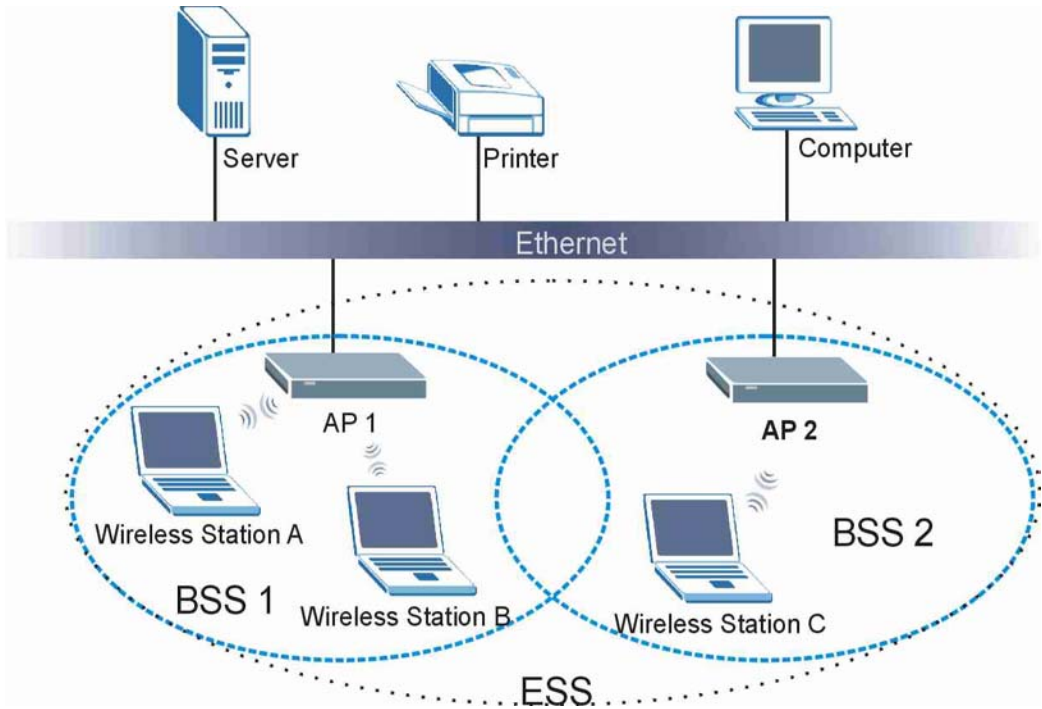 Server
Printer
Computer
Ethernet
AP 1
AP 2
Wireless Station A
BSS 1
Wireless Station B
BSS 2
Wireless Station C
ESS